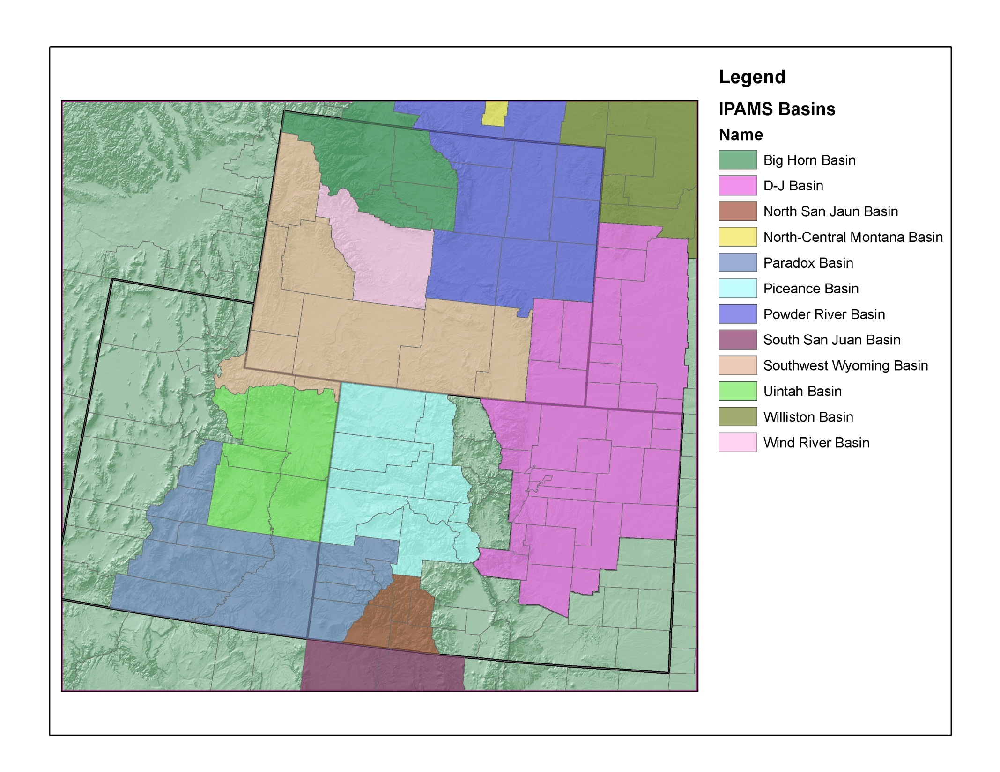 Legend
IPAMS Basins
Name
Big Horn Basin
D-J Basin
North San Jaun Basin
North-Central Montana Basin
Paradox Basin
Piceance Basin
Powder River Basin
South San Juan Basin
Southwest Wyoming Basin
Uintah Basin
Williston Basin
Wind River Basin